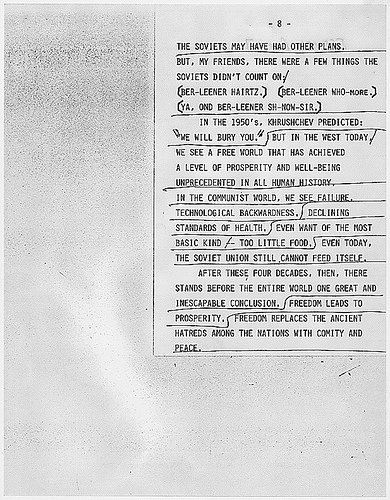 - 8 -
THE SOVIETS MAY HAVE HAD OTHER PLANS.
BUT, MY FRIENDS, THERE WERE A FEW THINGS THE
SOVIETS DIDN'T COUNT ON:
(BER-LEENER HAIRTZ.) (BER-LEENER WHO-MORE.)
(YA, OND BER-LEENER SH-NOW-SIR.)
IN THE 1950's, KHRUSHCHEV PREDICTED:
"WE WILL BURY YOU." BUT IN THE WEST TODAY,
WE SEE A FREE WORLD THAT HAS ACHIEVED
A LEVEL OF PROSPERITY AND WELL-BEING
UNPRECEDENTED IN ALL HUMAN HISTORY.
IN THE COMMUNIST WORLD, WE SEE FAILURE,
TECHNOLOGICAL BACKWARDNESS, DECLINING
STANDARDS OF HEALTH, EVEN WANT OF THE MOST
BASIC KIND -- TOO LITTLE FOOD. EVEN TODAY,
THE SOVIET UNION STILL CANNOT FEED ITSELF.
AFTER THESE FOUR DECADES, THEN, THERE
STANDS BEFORE THE ENTIRE WORLD ONE GREAT AND
INESCAPABLE CONCLUSION. FREEDOM LEADS TO
PROSPERITY. FREEDOM REPLACES THE ANCIENT
HATREDS AMONG THE NATIONS WITH COMITY AND
PEACE.